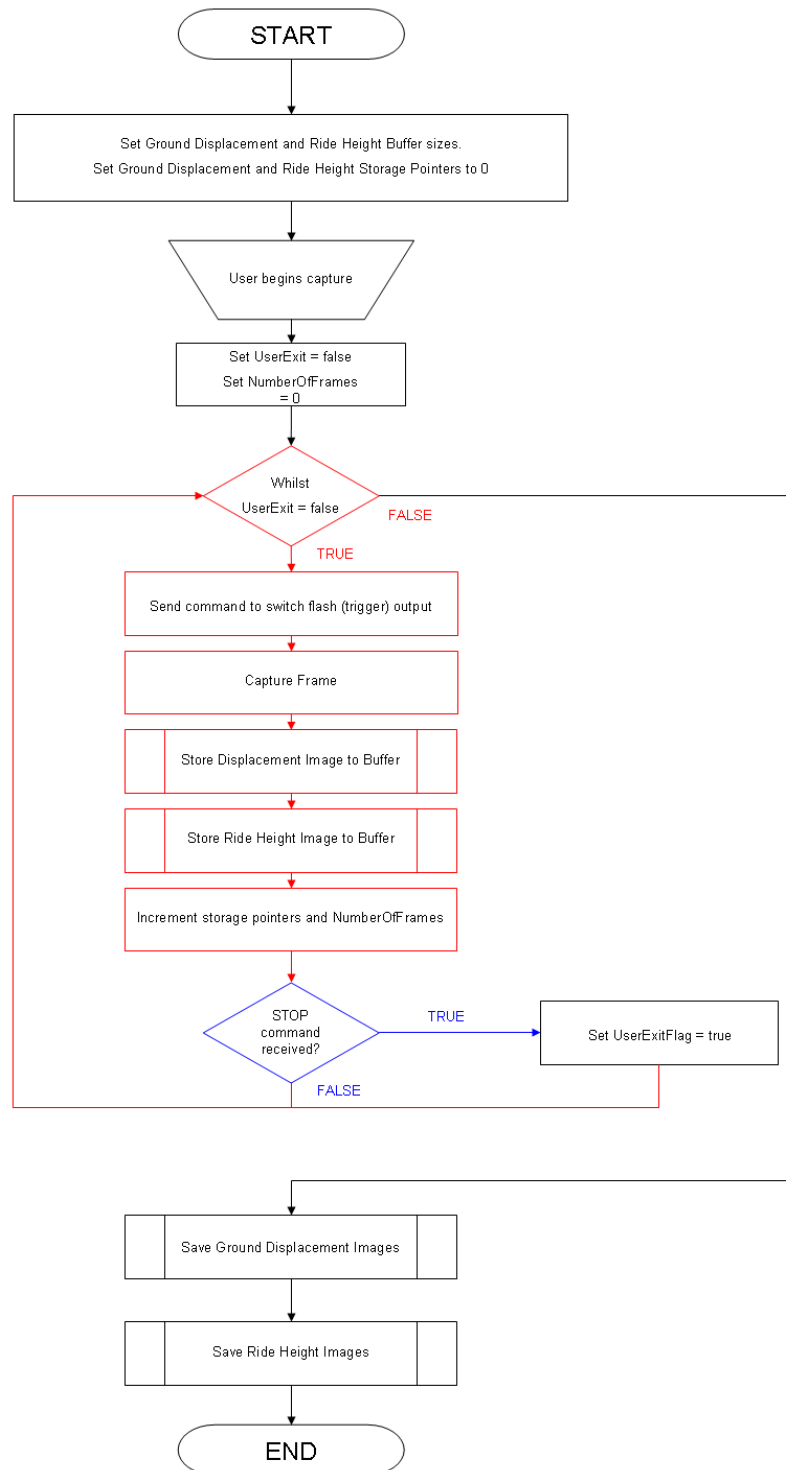 START
Set Ground Displacement and Ride Height Buffer sizes.
Set Ground Displacement and Ride Height Storage Pointers to 0
User begins capture
Set UserExit = false
Set NumberOfFrames
= 0
Whilst
UserExit = false
FALSE
TRUE
Send command to switch flash (trigger) output
Capture Frame
Store Displacement Image to Buffer
Store Ride Height Image to Buffer
Increment storage pointers and NumberOfFrames
STOP
command
received?
TRUE
Set UserExitFlag = true
FALSE
Save Ground Displacement Images
Save Ride Height Images
END